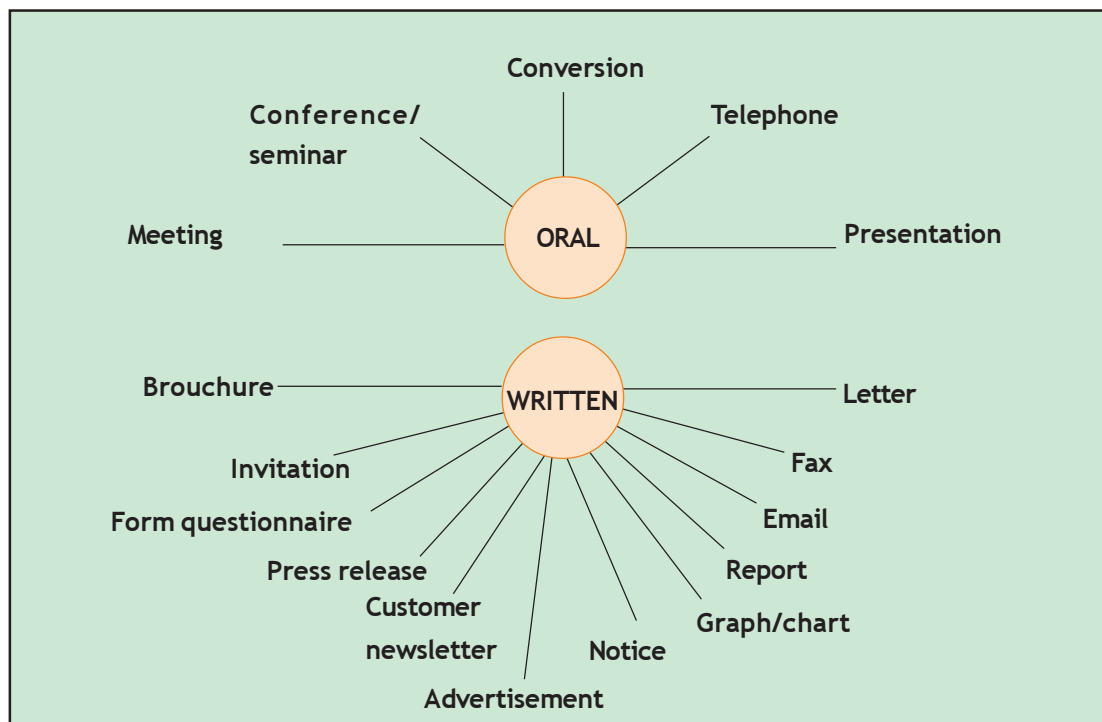 Conversion
Conference/
seminar
Telephone
Meeting
ORAL
Presentation
Brouchure
WRITTEN
Letter
Invitation
Fax
Form questionnaire
Email
Press release
Report
Customer
newsletter
Graph/chart
Notice
Advertisement